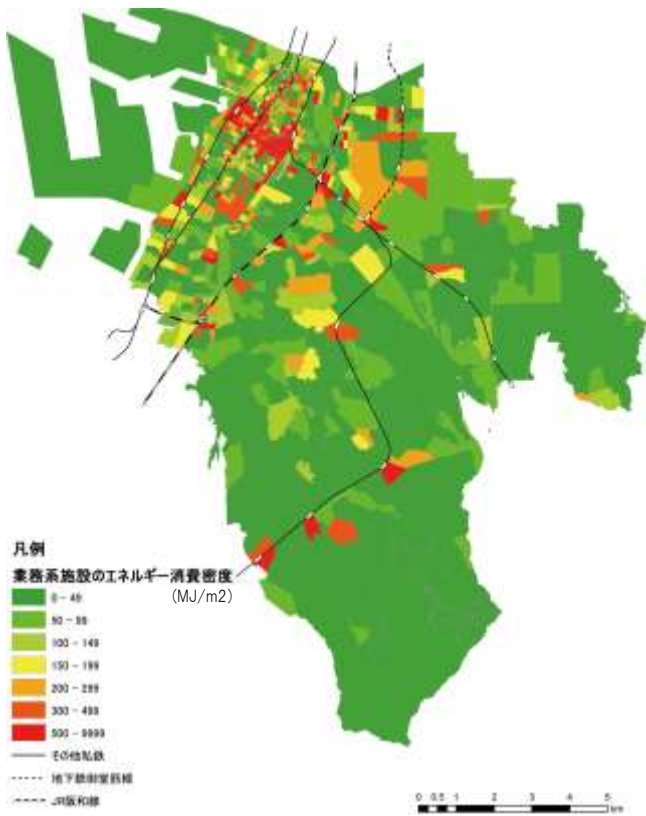 凡例
業務系施設のエネルギー消費密度
(MJ/m2)
0 - 49
50 - 99
100 - 149
150 - 199
200 - 299
300 - 499
500 - 9999
その他私鉄
地下鉄御堂筋線
JR阪和線
0 0.5 1 2 3 4 5
km